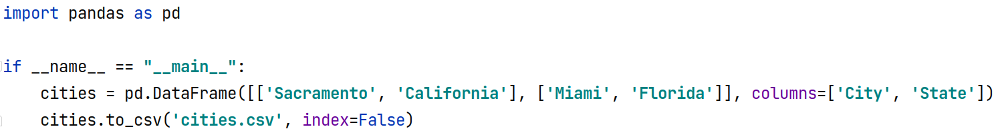 import pandas as pd
if __name__ == "__main__":
    cities = pd.DataFrame([['Sacramento', 'California'], ['Miami', 'Florida']], columns=['City', 'State'])
    cities.to_csv('cities.csv', index=False)